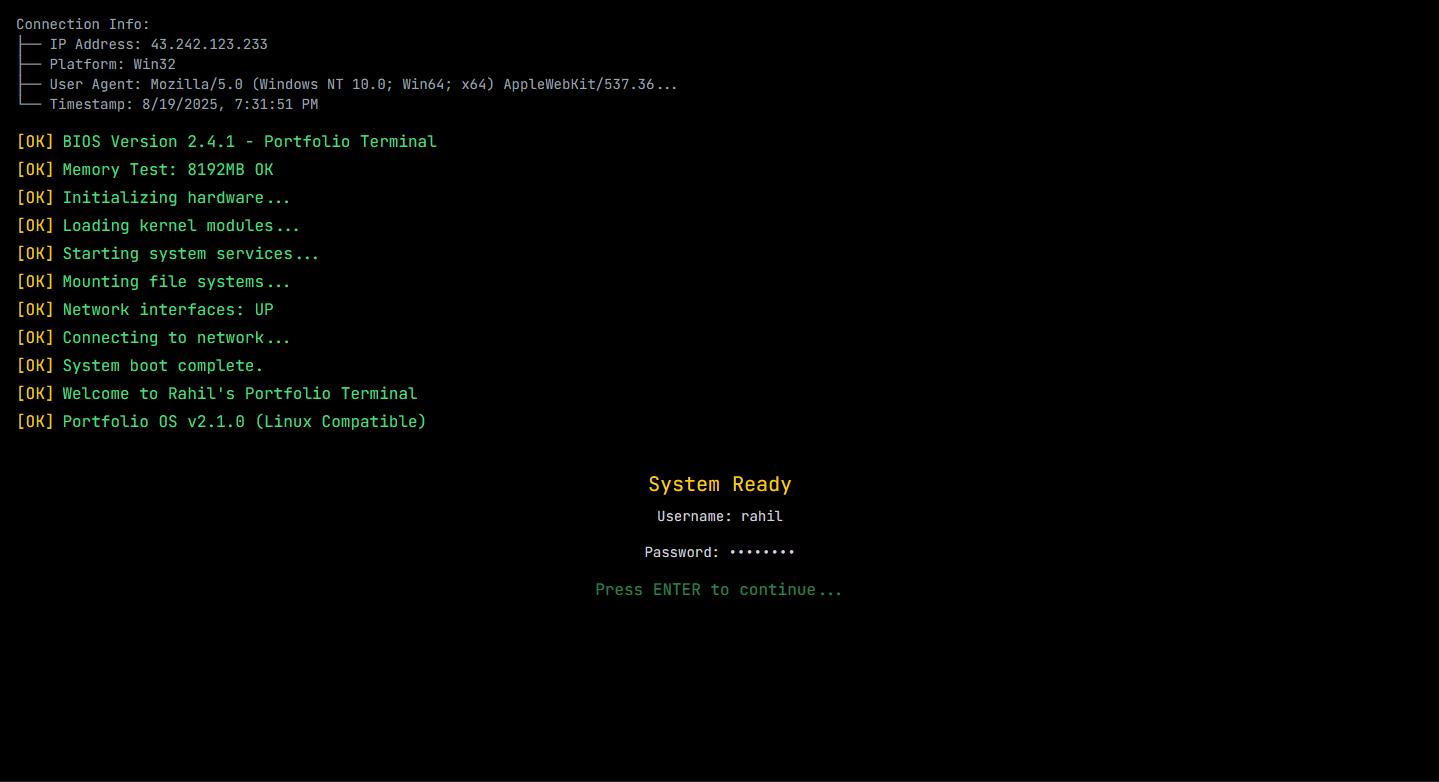 Connection Info:
├── IP Address: 43.242.123.233
├── Platform: Win32
├── User Agent: Mozilla/5.0 (Windows NT 10.0; Win64; x64) AppleWebKit/537.36...
└── Timestamp: 8/19/2025, 7:31:51 PM
[OK] BIOS Version 2.4.1 - Portfolio Terminal
[OK] Memory Test: 8192MB OK
[OK] Initializing hardware...
[OK] Loading kernel modules...
[OK] Starting system services...
[OK] Mounting file systems...
[OK] Network interfaces: UP
[OK] Connecting to network...
[OK] System boot complete.
[OK] Welcome to Rahil's Portfolio Terminal
[OK] Portfolio OS v2.1.0 (Linux Compatible)
System Ready
Username: rahil
Password: ••••••••
Press ENTER to continue...